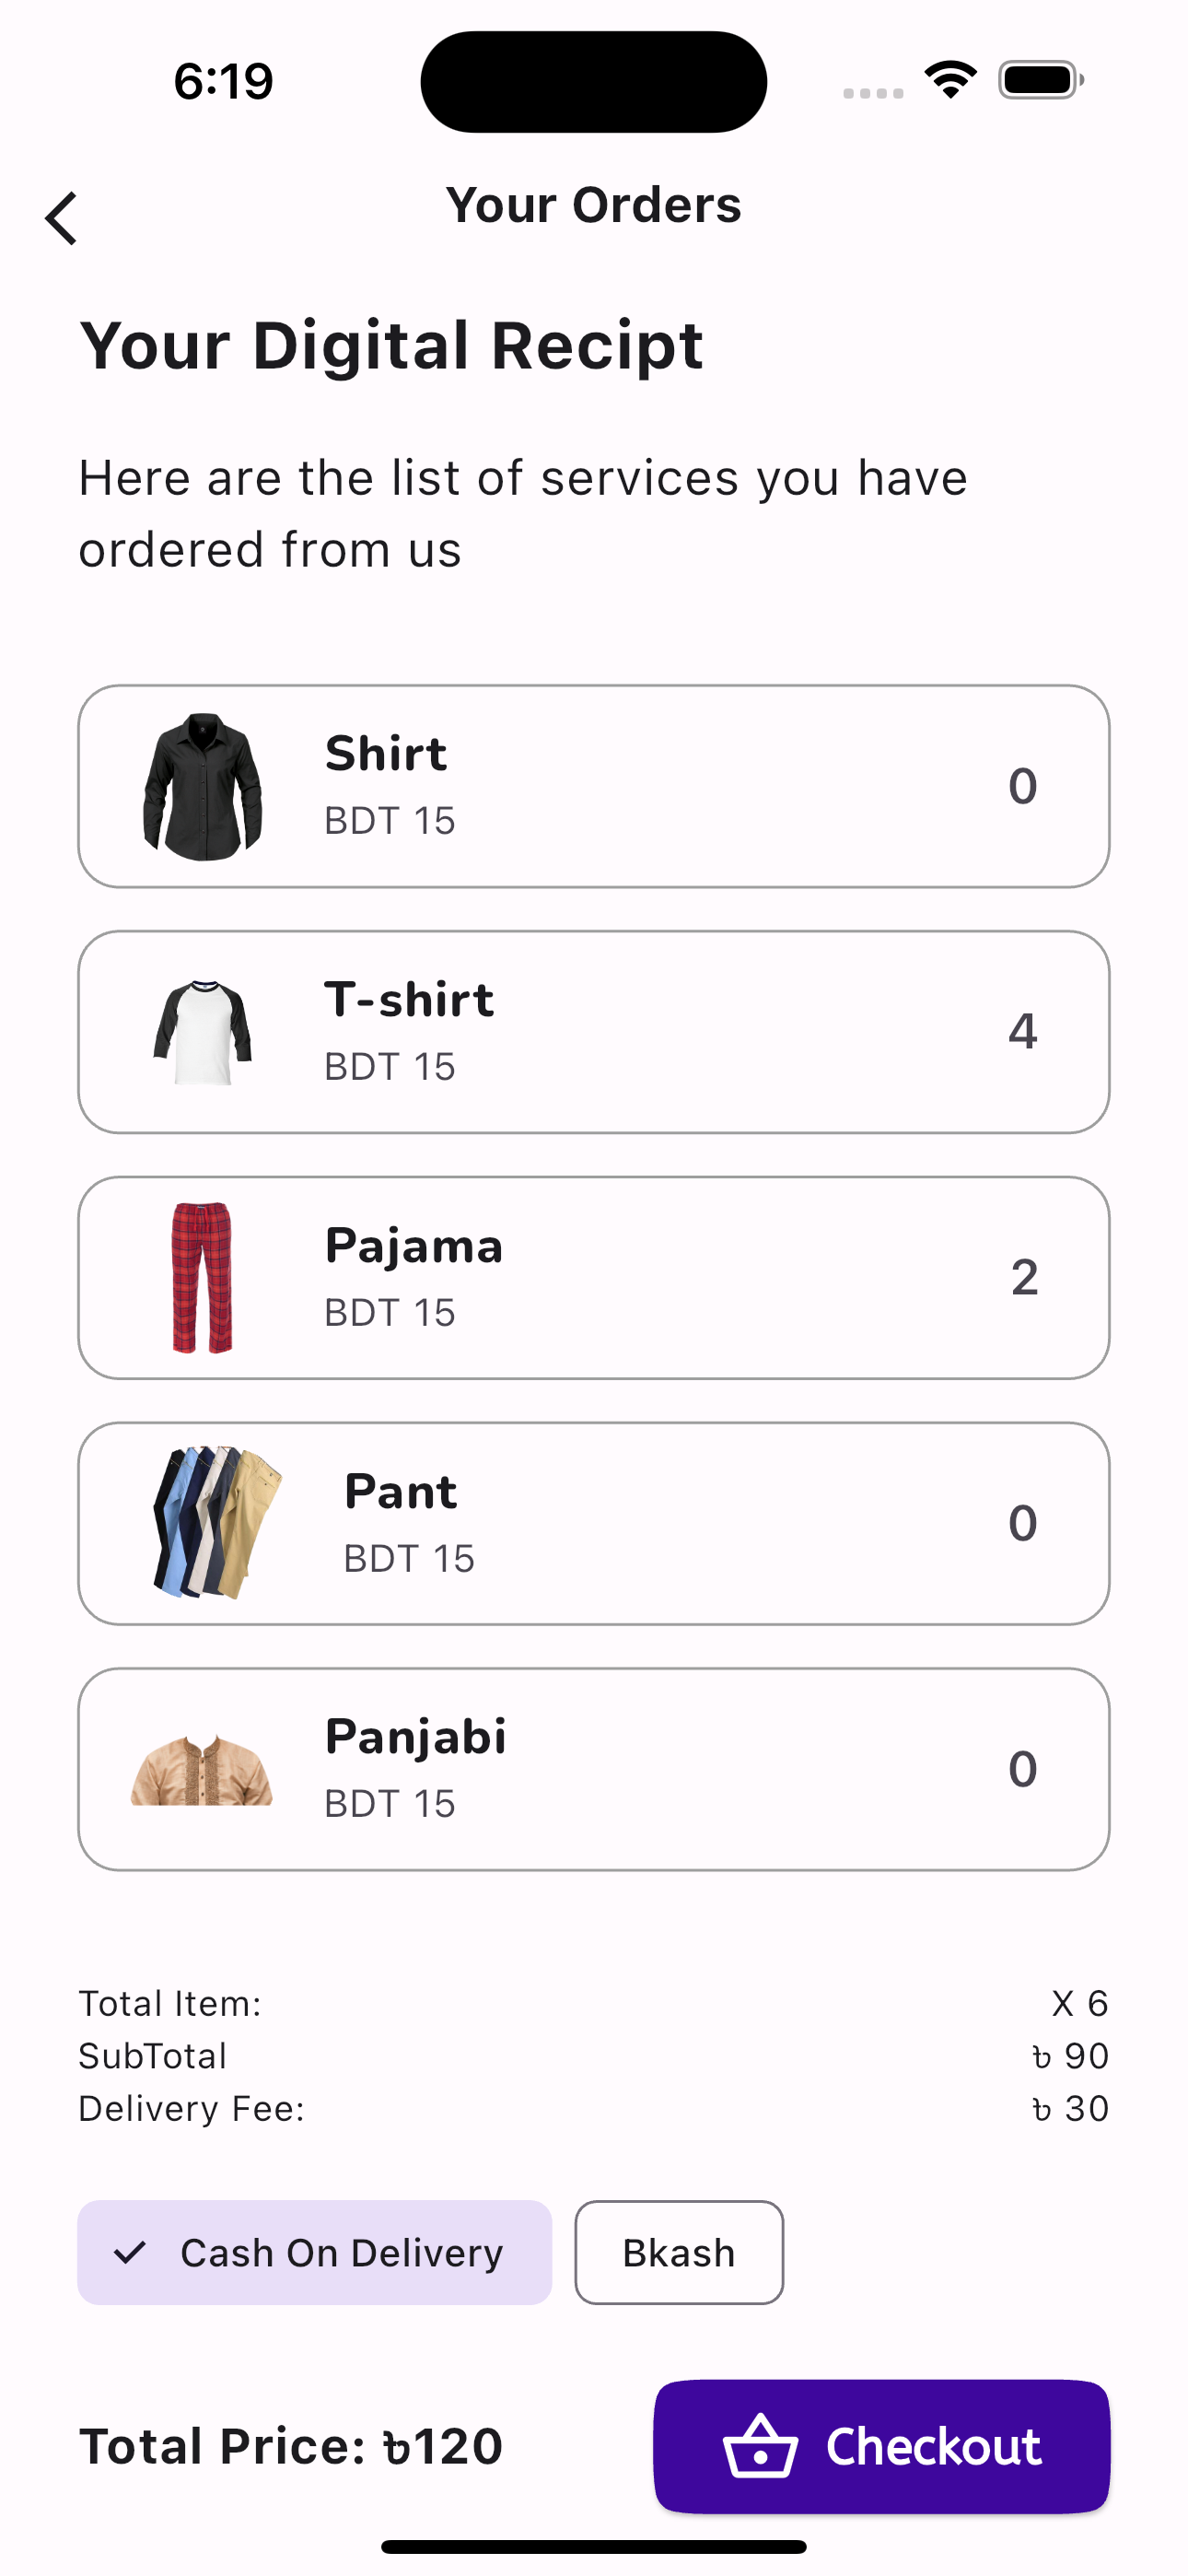 6:19
Your Orders
Your Digital Recipt
Here are the list of services you have
ordered from us
Shirt
BDT 15
0
T-shirt
BDT 15
4
Pajama
BDT 15
2
Pant
BDT 15
0
Panjabi
BDT 15
0
Total Item: X 6
SubTotal ৳ 90
Delivery Fee: ৳ 30
Cash On Delivery
Bkash
Total Price: ৳120
Checkout